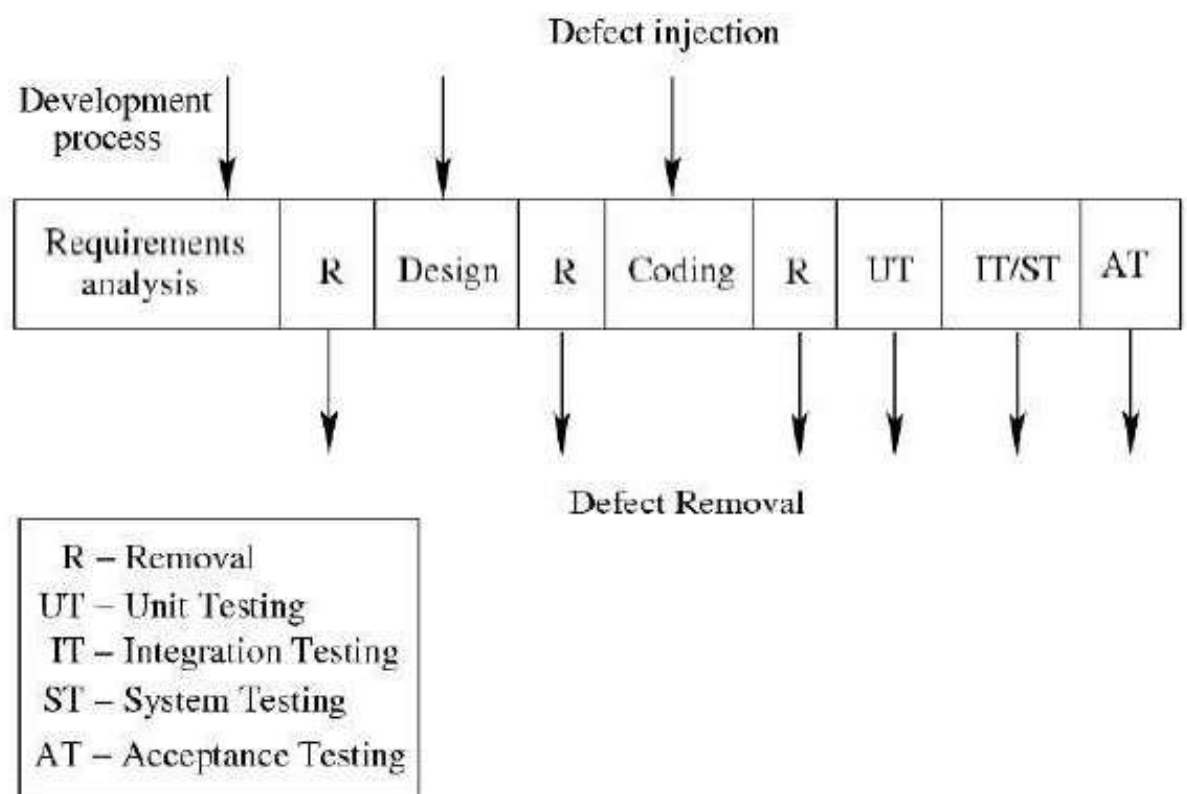 Defect injection
Development
process
Requirements
analysis
R
Design
R
Coding
R
UT
IT/ST
AT
Defect Removal
R – Removal
UT – Unit Testing
IT – Integration Testing
ST – System Testing
AT – Acceptance Testing